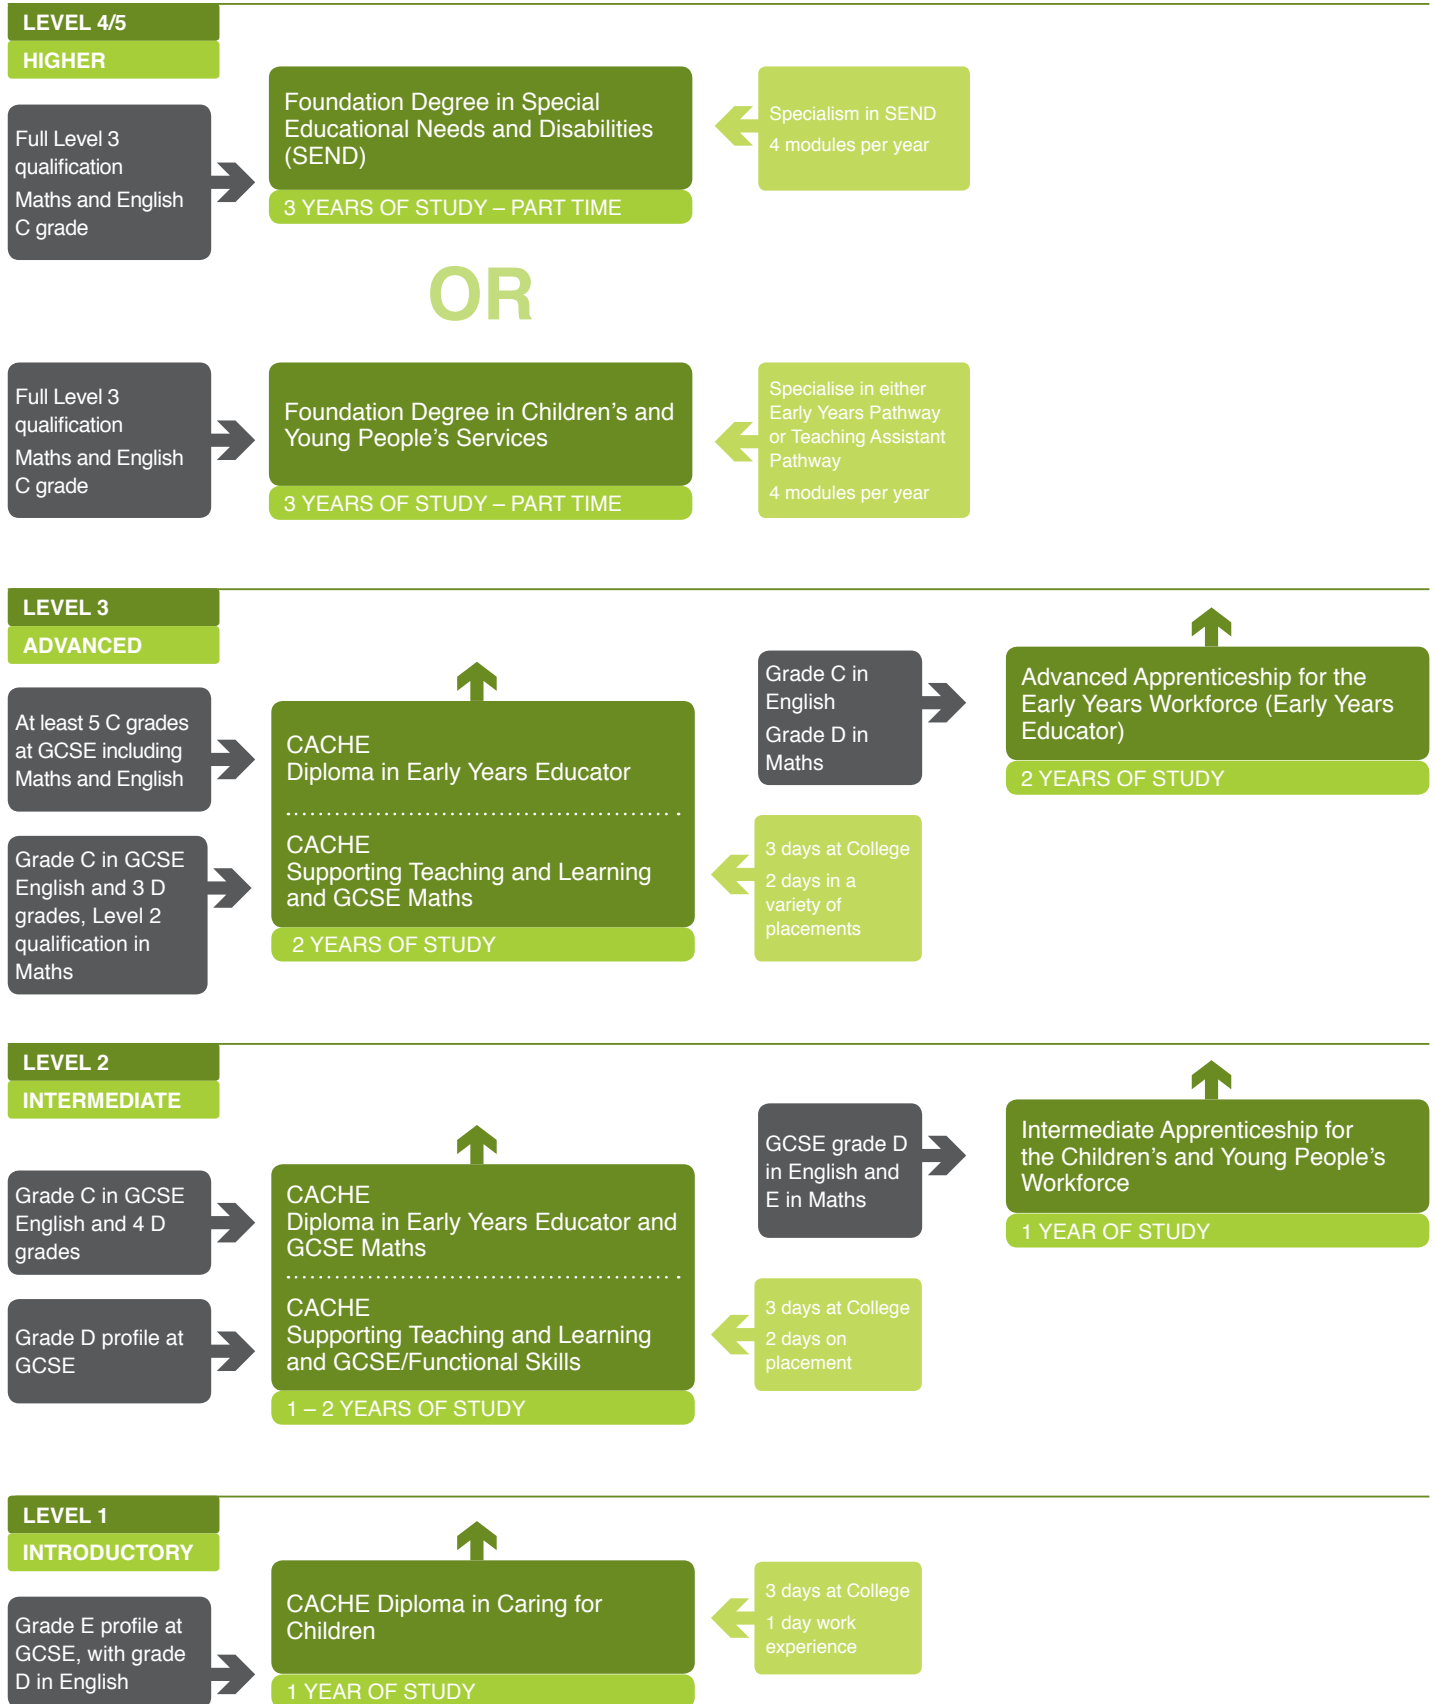 LEVEL 4/5
HIGHER
Full Level 3
qualification
Maths and English
C grade
Foundation Degree in Special
Educational Needs and Disabilities
(SEND)
3 YEARS OF STUDY – PART TIME
Specialism in SEND
4 modules per year
OR
Full Level 3
qualification
Maths and English
C grade
Foundation Degree in Children’s and
Young People’s Services
3 YEARS OF STUDY – PART TIME
Specialise in either
Early Years Pathway
or Teaching Assistant
Pathway
4 modules per year
LEVEL 3
ADVANCED
At least 5 C grades
at GCSE including
Maths and English
Grade C in GCSE
English and 3 D
grades, Level 2
qualification in
Maths
CACHE
Diploma in Early Years Educator
CACHE
Supporting Teaching and Learning
and GCSE Maths
2 YEARS OF STUDY
3 days at College
2 days in a
variety of
placements
Grade C in
English
Grade D in
Maths
Advanced Apprenticeship for the
Early Years Workforce (Early Years
Educator)
2 YEARS OF STUDY
LEVEL 2
INTERMEDIATE
Grade C in GCSE
English and 4 D
grades
Grade D profile at
GCSE
CACHE
Diploma in Early Years Educator and
GCSE Maths
CACHE
Supporting Teaching and Learning
and GCSE/Functional Skills
1 – 2 YEARS OF STUDY
3 days at College
2 days on
placement
GCSE grade D
in English and
E in Maths
Intermediate Apprenticeship for
the Children’s and Young People’s
Workforce
1 YEAR OF STUDY
LEVEL 1
INTRODUCTORY
Grade E profile at
GCSE, with grade
D in English
CACHE Diploma in Caring for
Children
1 YEAR OF STUDY
3 days at College
1 day work
experience